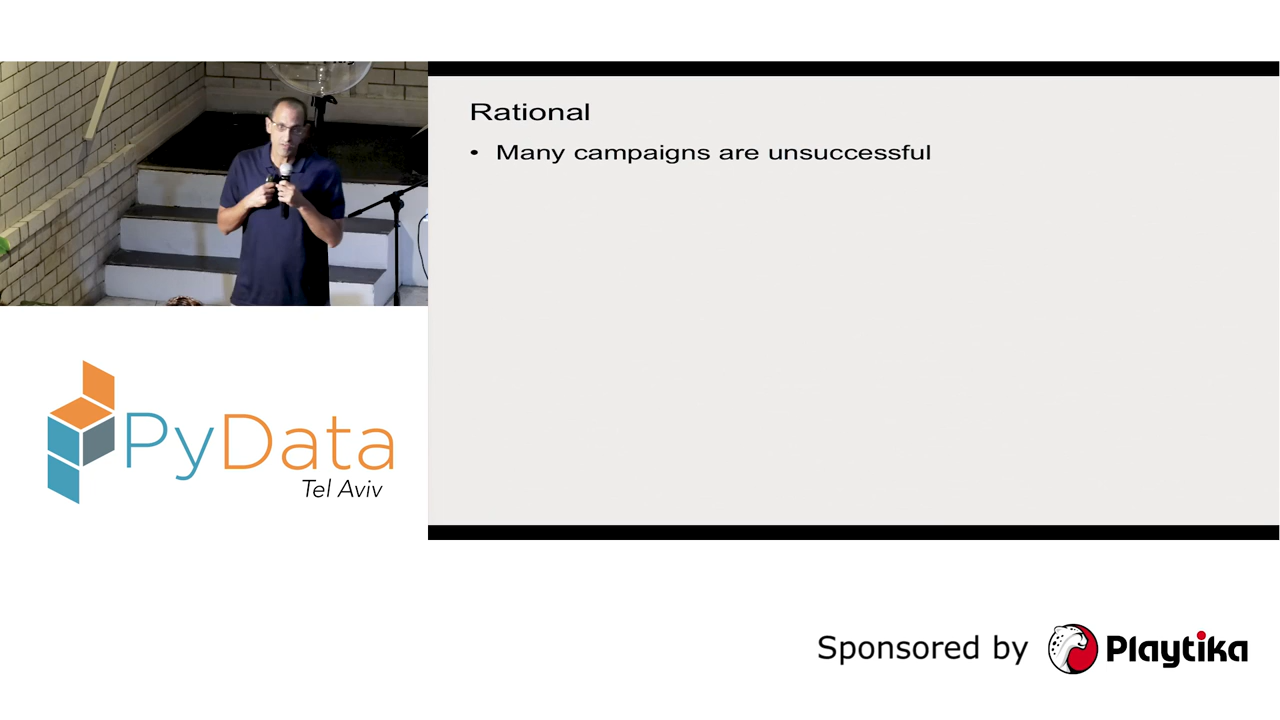 Rational
• Many campaigns are unsuccessful
PyData
Tel Aviv
Sponsored by Playtika